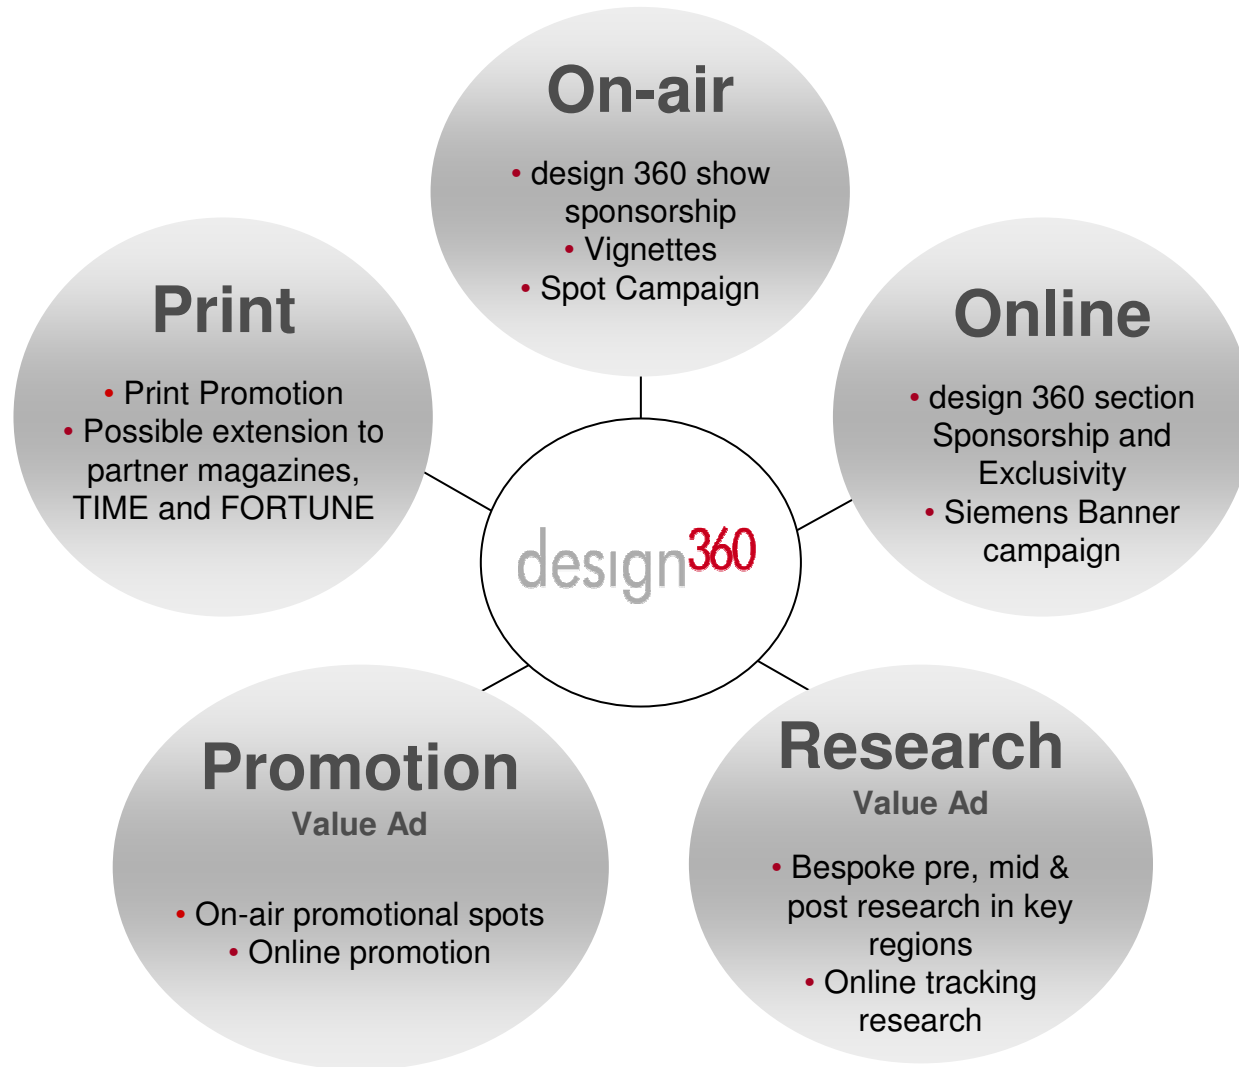 On-air
• design 360 show
sponsorship
• Vignettes
• Spot Campaign
Print
• Print Promotion
• Possible extension to
partner magazines,
TIME and FORTUNE
Online
• design 360 section
Sponsorship and
Exclusivity
• Siemens Banner
campaign
design360
Promotion
Value Ad
• On-air promotional spots
• Online promotion
Research
Value Ad
• Bespoke pre, mid &
post research in key
regions
• Online tracking
research